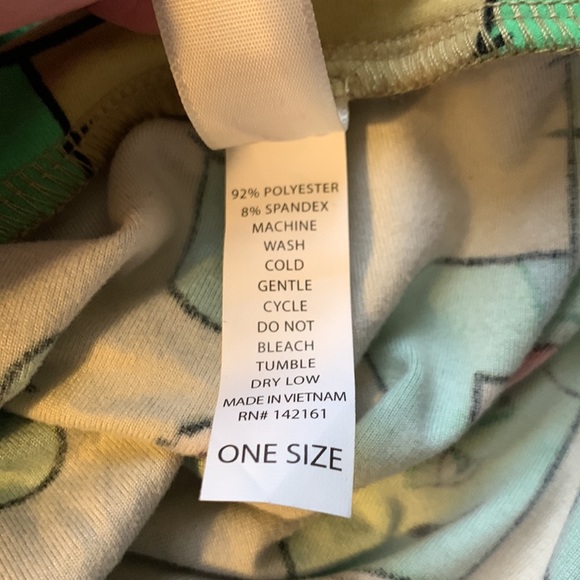 92% POLYESTER
8% SPANDEX
MACHINE
WASH
COLD
GENTLE
CYCLE
DO NOT
BLEACH
TUMBLE
DRY LOW
MADE IN VIETNAM
RN# 142161
ONE SIZE